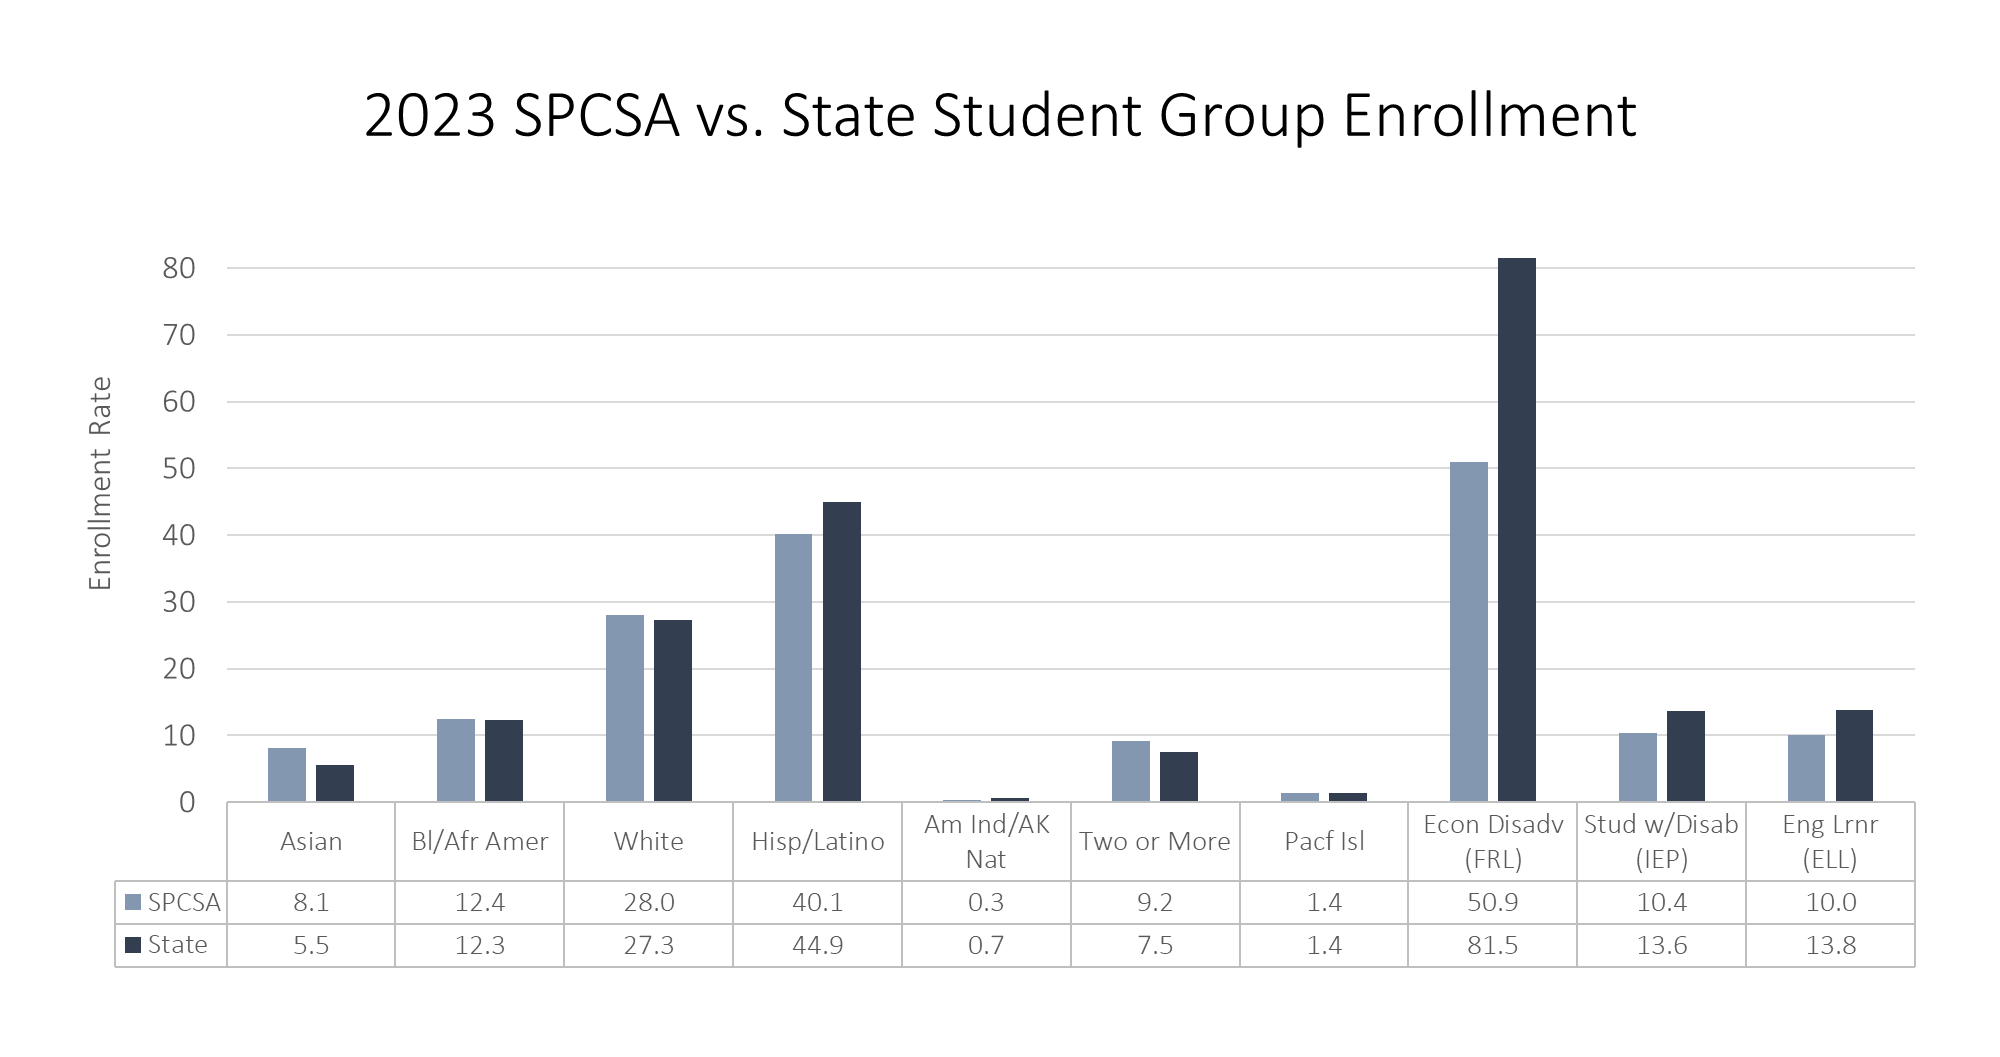 2023 SPCSA vs. State Student Group Enrollment
Enrollment Rate
80
70
60
50
40
30
20
10
0
Asian Bl/Afr Amer White Hisp/Latino Am Ind/AK Nat Two or More Pacf Isl Econ Disadv (FRL) Stud w/Disab (IEP) Eng Lrnr (ELL)
SPCSA 8.1 12.4 28.0 40.1 0.3 9.2 1.4 50.9 10.4 10.0
State 5.5 12.3 27.3 44.9 0.7 7.5 1.4 81.5 13.6 13.8